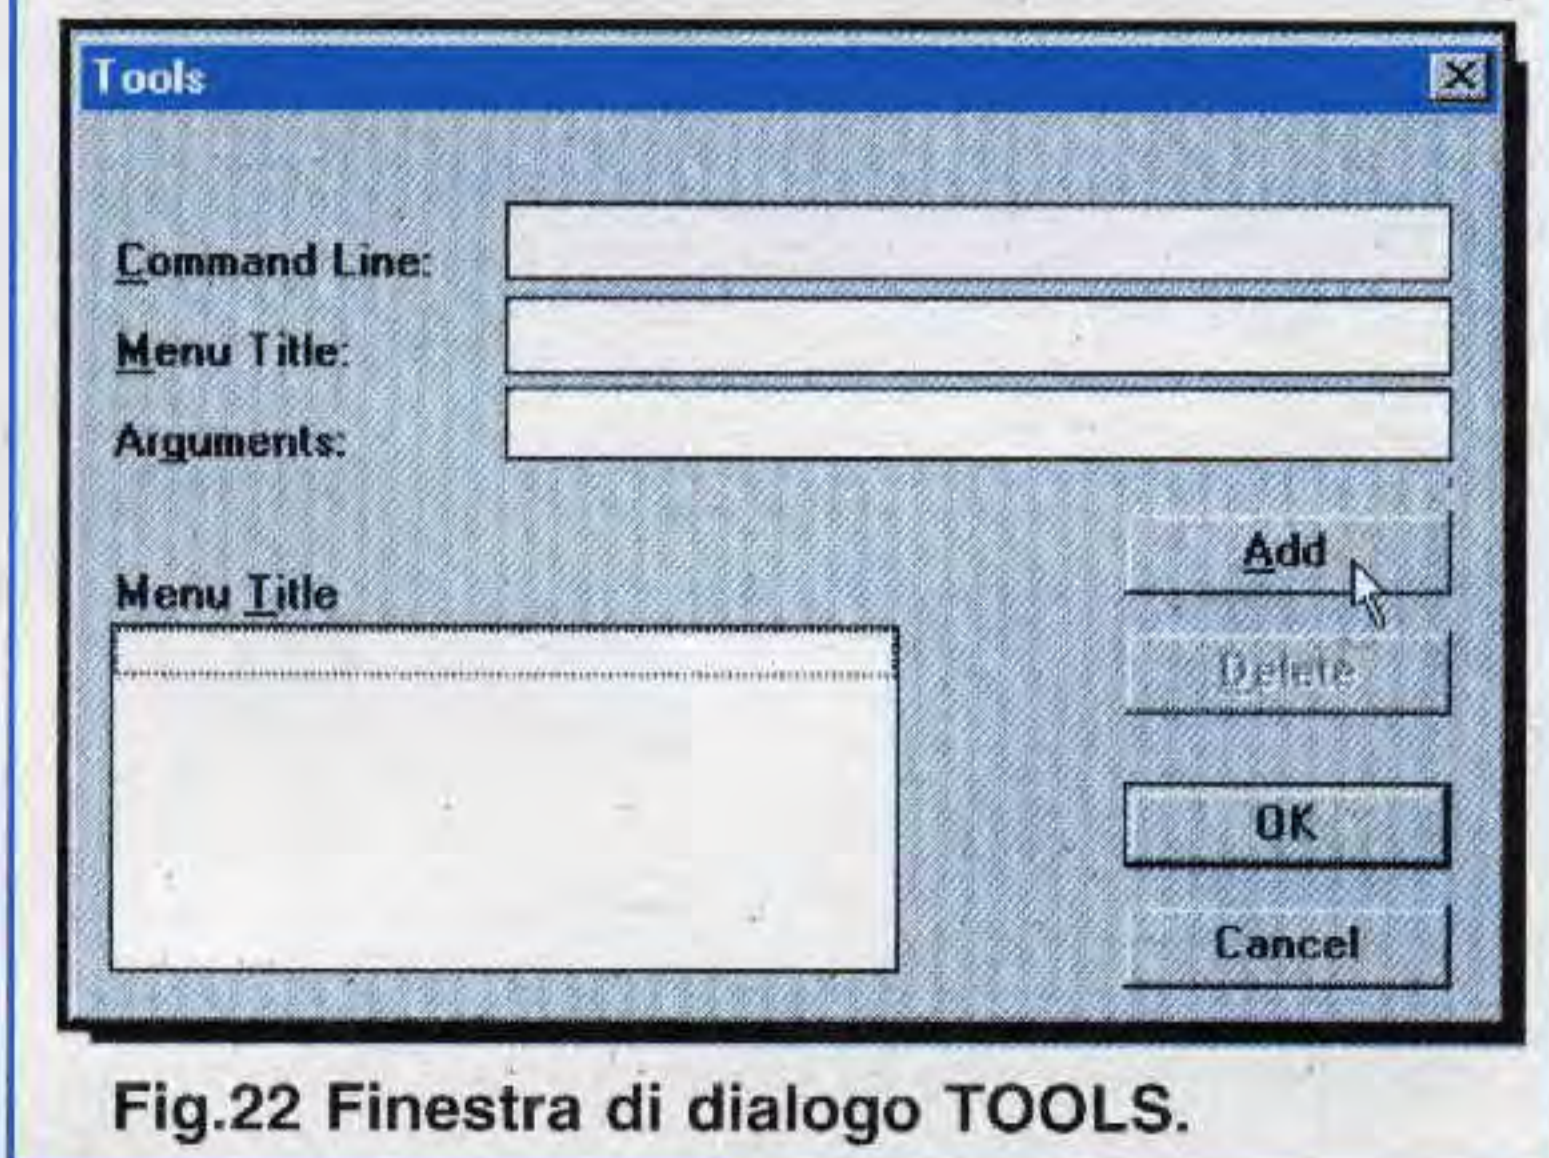 Tools
Command Line:
Menu Title:
Arguments:
Add
Menu Title
Delete
OK
Cancel
Fig.22 Finestra di dialogo TOOLS.